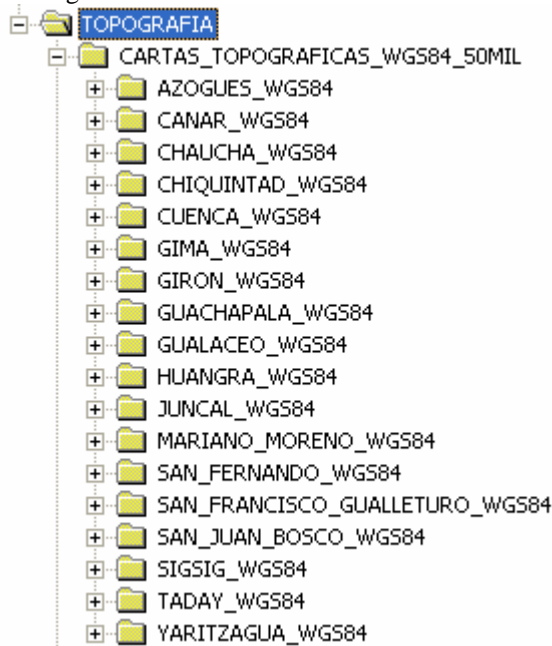 TOPOGRAFIA
CARTAS_TOPOGRAFICAS_WGS84_50MIL
AZOGUES_WGS84
CANAR_WGS84
CHAUCHA_WGS84
CHIQUINTAD_WGS84
CUENCA_WGS84
GIMA_WGS84
GIRON_WGS84
GUACHAPALA_WGS84
GUALACEO_WGS84
HUANGRA_WGS84
JUNCAL_WGS84
MARIANO_MORENO_WGS84
SAN_FERNANDO_WGS84
SAN_FRANCISCO_GUALLETURO_WGS84
SAN_JUAN_BOSCO_WGS84
SIGSIG_WGS84
TADAY_WGS84
YARITZAGUA_WGS84